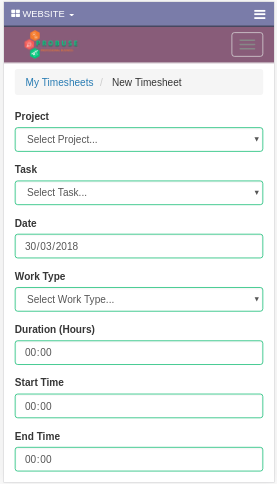 WEBSITE
My Timesheets / New Timesheet
Project
Select Project...
Task
Select Task...
Date
30/03/2018
Work Type
Select Work Type...
Duration (Hours)
00:00
Start Time
00:00
End Time
00:00